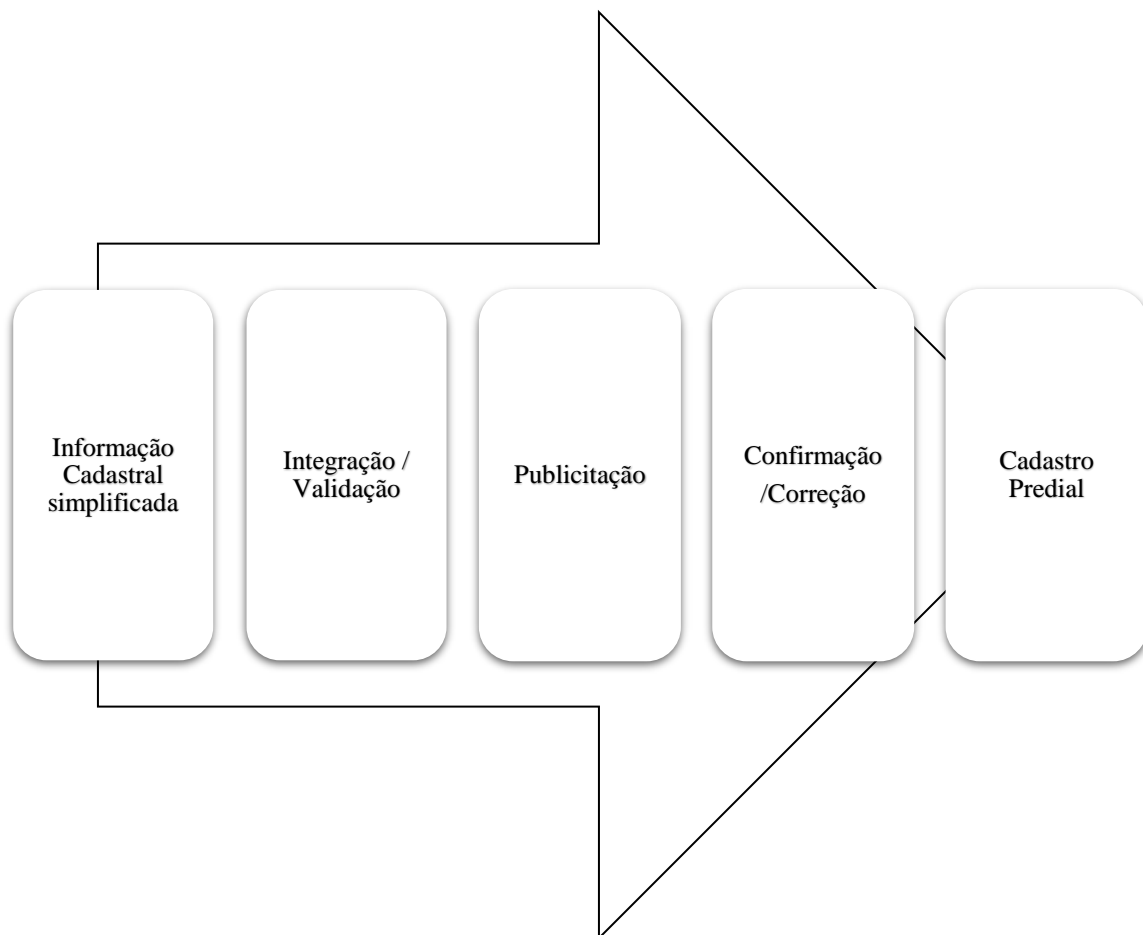 Informação
Cadastral
simplificada
Integração /
Validação
Publicitação
Confirmação
/Correção
Cadastro
Predial